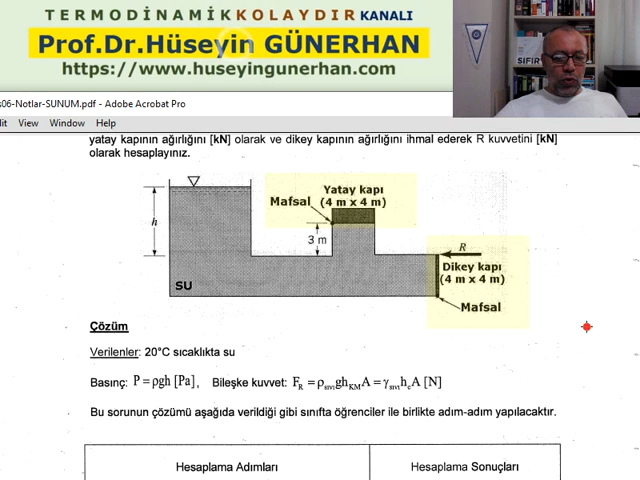 TERMODİNAMİKKOLAYDIR KANALI
Prof.Dr.Hüseyin GÜNERHAN
https://www.huseyingunerhan.com
SIFIR
s06-Notlar-SUNUM.pdf - Adobe Acrobat Pro
dit View Window Help
yatay kapının ağırlığını [kN] olarak ve dikey kapının ağırlığını ihmal ederek R kuvvetini [kN]
olarak hesaplayınız.
Yatay kapı
Mafsal (4 m x 4 m)
h
3 m
R
Dikey kapı
(4 m x 4 m)
SU
Mafsal
Çözüm
Verilenler: 20°C sıcaklıkta su
Basınç: P = ρgh [Pa], Bileşke kuvvet: F_R = ρ_sıvı gh_KM A = γ_sıvı h_c A [N]
Bu sorunun çözümü aşağıda verildiği gibi sınıfta öğrenciler ile birlikte adım-adım yapılacaktır.
Hesaplama Adımları Hesaplama Sonuçları